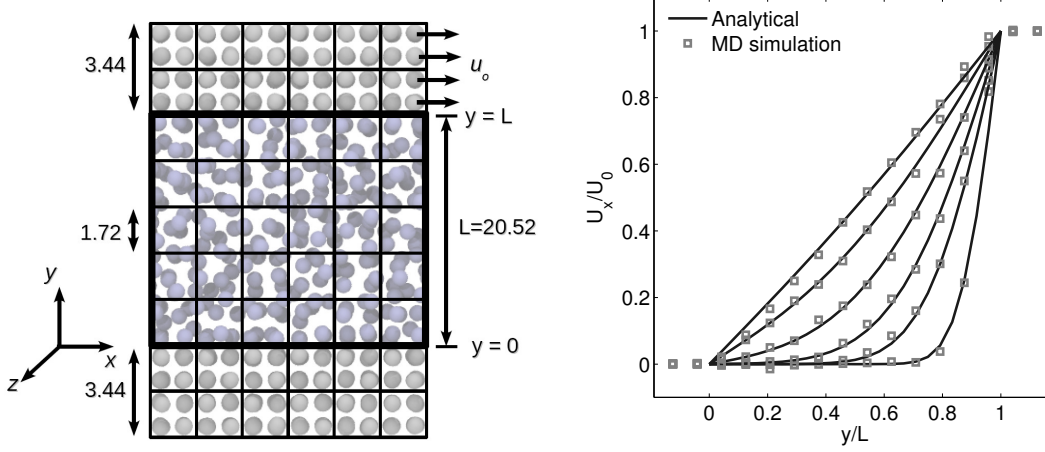 3.44
u_o
y = L
1.72
L=20.52
y
x
z
y = 0
3.44
Analytical
MD simulation
1
0.8
0.6
0.4
0.2
0
U_x/U_0
0 0.2 0.4 0.6 0.8 1
y/L